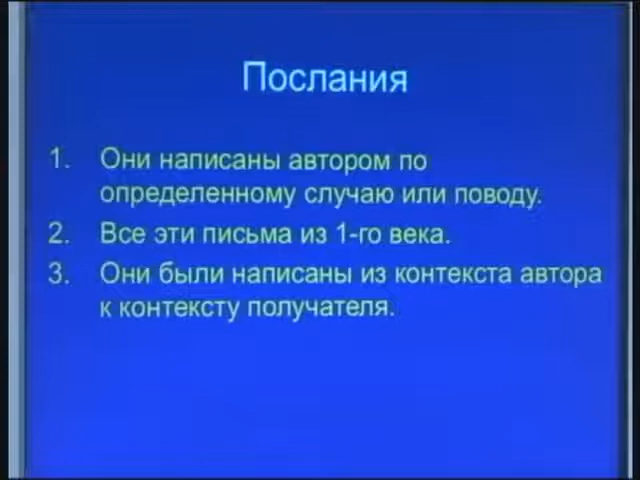 Послания
1. Они написаны автором по
определенному случаю или поводу.
2. Все эти письма из 1-го века.
3. Они были написаны из контекста автора
к контексту получателя.